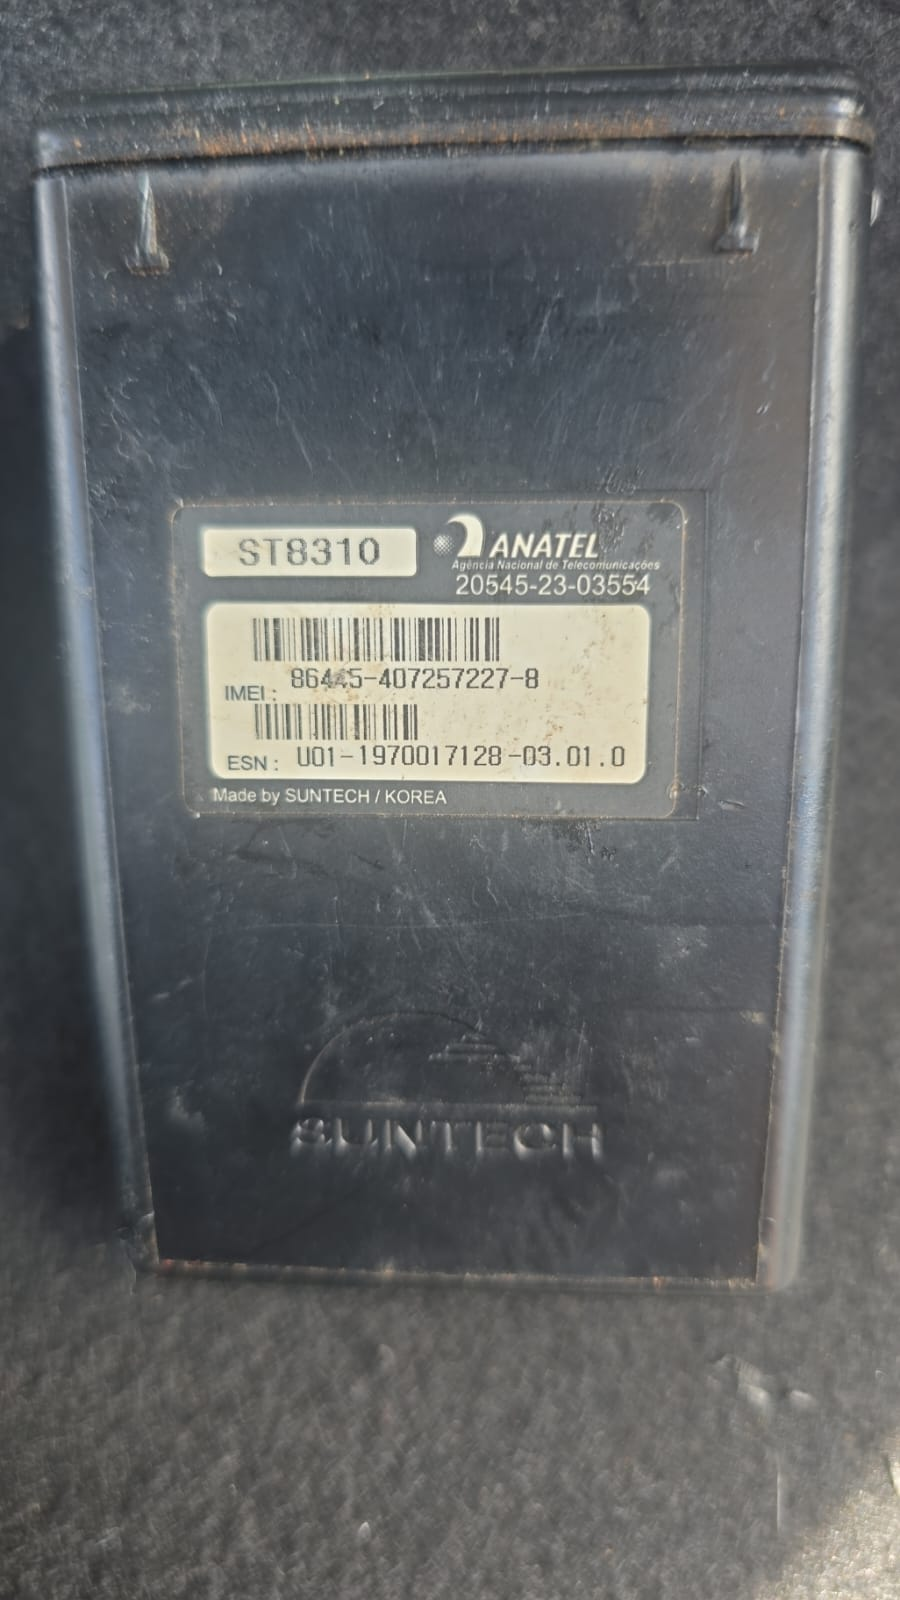 ST8310
ANATEL
Agência Nacional de Telecomunicações
20545-23-03554
IMEI : 86445-407257227-8
ESN : U01-1970017128-03.01.0
Made by SUNTECH / KOREA
SUNTECH